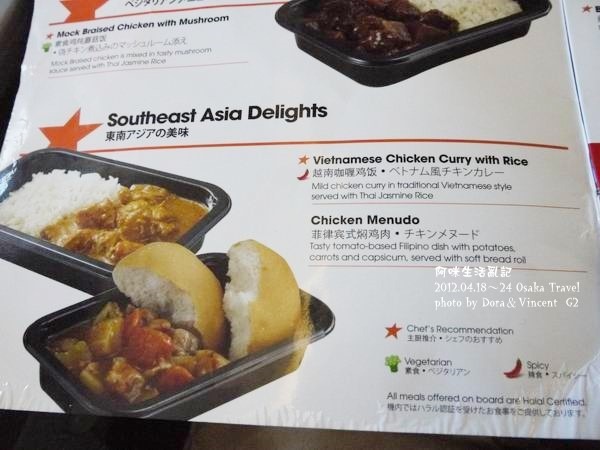 Mock Braised Chicken with Mushroom
素食鸡炖蘑菇饭
・偽チキン煮込みのマッシュルーム添え
Mock Braised chicken is mixed in tasty mushroom
sauce served with Thai Jasmine Rice
Southeast Asia Delights
東南アジアの美味
Vietnamese Chicken Curry with Rice
越南咖喱鸡饭・ベトナム風チキンカレー
Mild chicken curry in traditional Vietnamese style
served with Thai Jasmine Rice
Chicken Menudo
菲律宾式焖鸡肉・チキンメヌード
Tasty tomato-based Filipino dish with potatoes,
carrots and capsicum, served with soft bread roll
阿味生活亂記
2012.04.18～24 Osaka Travel
photo by Dora & Vincent G2
Chef's Recommendation
主厨推介・シェフのおすすめ
Vegetarian
素食・ベジタリアン
Spicy
辣食・スパイシー
All meals offered on board are Halal Certified.
機内ではハラル認証を受けたお食事をご提供しております。